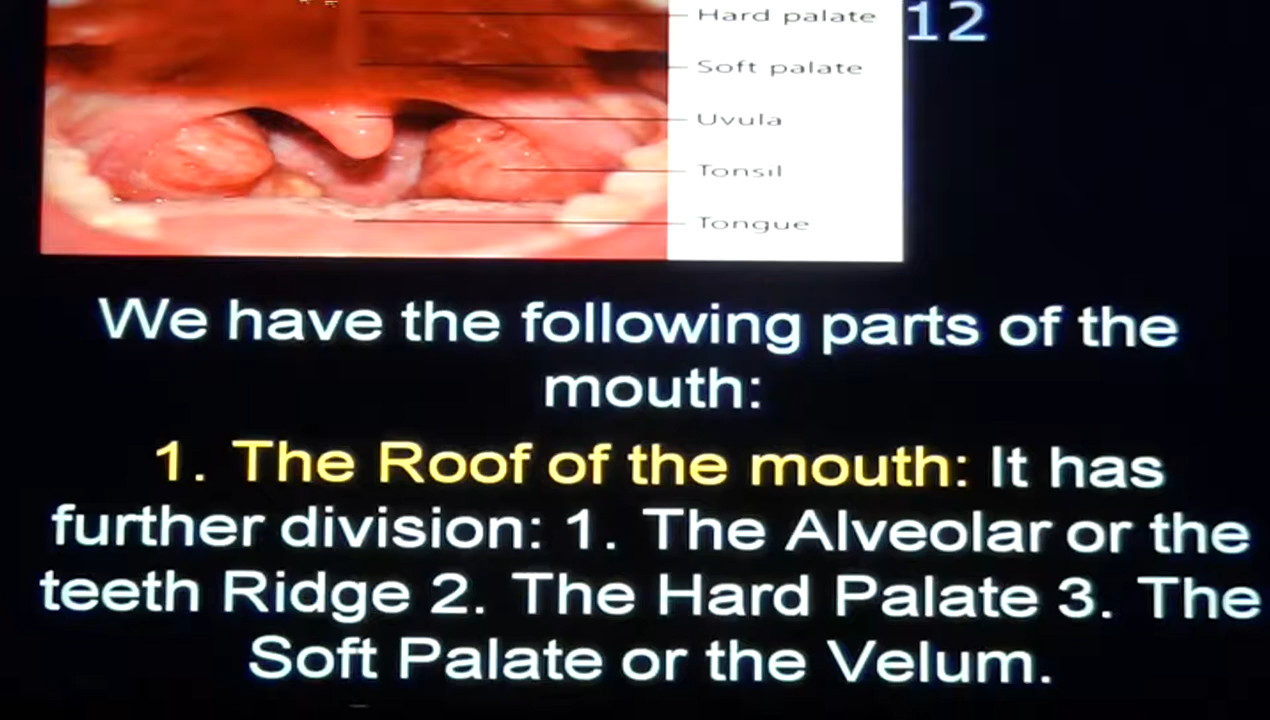 Hard palate
12
Soft palate
Uvula
Tonsil
Tongue
We have the following parts of the
mouth:
1. The Roof of the mouth: It has
further division: 1. The Alveolar or the
teeth Ridge 2. The Hard Palate 3. The
Soft Palate or the Velum.